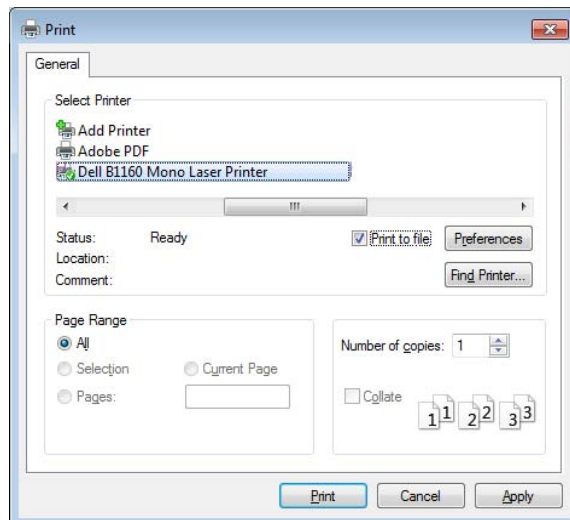 Print
General
Select Printer
Add Printer
Adobe PDF
Dell B1160 Mono Laser Printer
Status: Ready Print to file Preferences
Location:
Comment: Find Printer...
Page Range
All
Selection Current Page
Pages:
Number of copies: 1
Collate
1 1 2 2 3 3
Print Cancel Apply